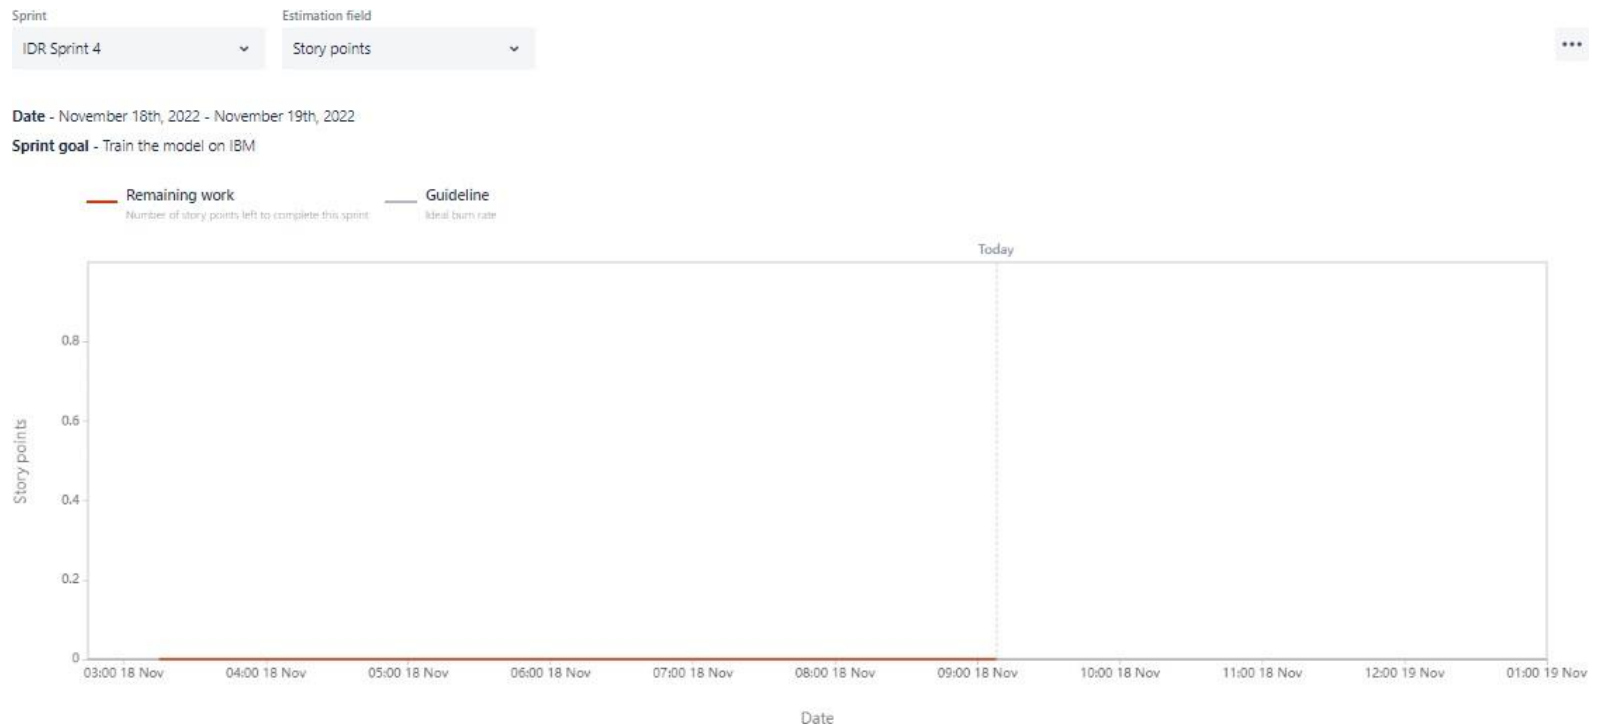 Sprint
Estimation field
IDR Sprint 4
Story points
Date - November 18th, 2022 - November 19th, 2022
Sprint goal - Train the model on IBM
Remaining work
Number of story points left to complete this sprint
Guideline
Ideal burn rate
Today
0.8
0.6
0.4
0.2
0
Story points
03:00 18 Nov
04:00 18 Nov
05:00 18 Nov
06:00 18 Nov
07:00 18 Nov
08:00 18 Nov
09:00 18 Nov
10:00 18 Nov
11:00 18 Nov
12:00 19 Nov
01:00 19 Nov
Date